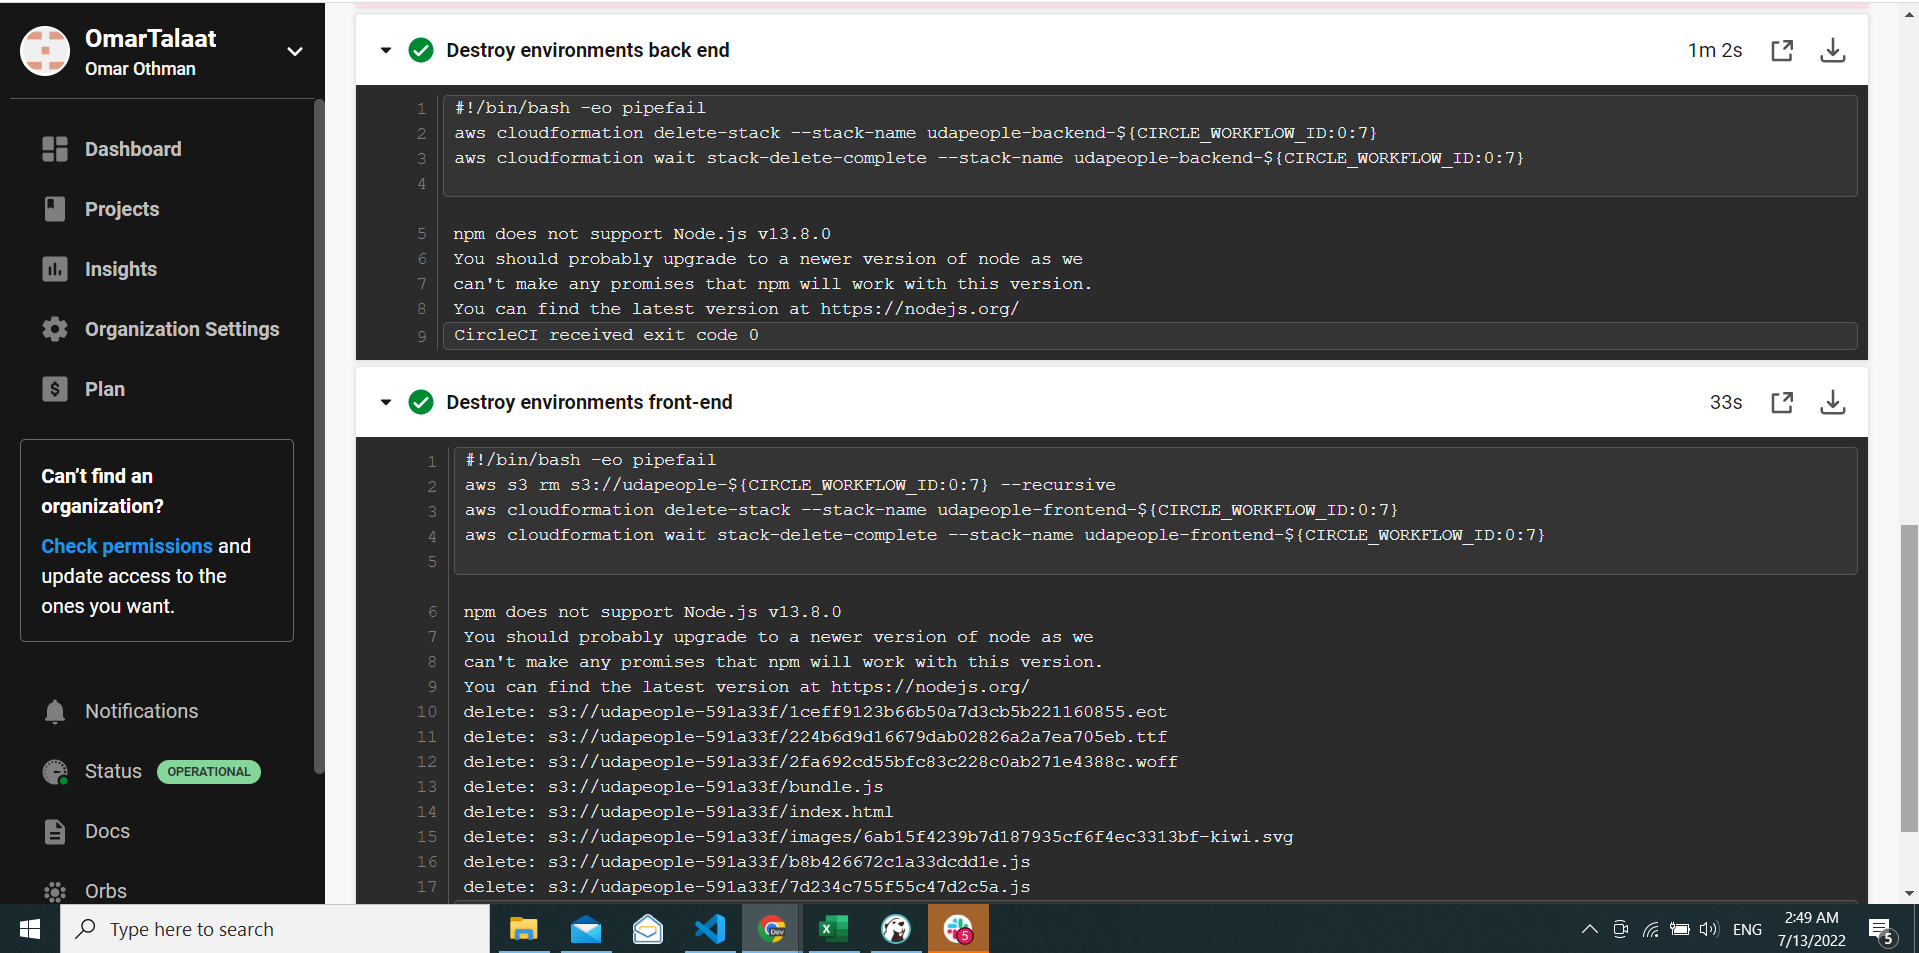 OmarTalaat
Omar Othman
Dashboard
Projects
Insights
Organization Settings
Plan
Can't find an
organization?
Check permissions and
update access to the
ones you want.
Notifications
Status OPERATIONAL
Docs
Orbs
Destroy environments back end 1m 2s
1 #!/bin/bash -eo pipefail
2 aws cloudformation delete-stack --stack-name udapeople-backend-${CIRCLE_WORKFLOW_ID:0:7}
3 aws cloudformation wait stack-delete-complete --stack-name udapeople-backend-${CIRCLE_WORKFLOW_ID:0:7}
4
5 npm does not support Node.js v13.8.0
6 You should probably upgrade to a newer version of node as we
7 can't make any promises that npm will work with this version.
8 You can find the latest version at https://nodejs.org/
9 CircleCI received exit code 0
Destroy environments front-end 33s
1 #!/bin/bash -eo pipefail
2 aws s3 rm s3://udapeople-${CIRCLE_WORKFLOW_ID:0:7} --recursive
3 aws cloudformation delete-stack --stack-name udapeople-frontend-${CIRCLE_WORKFLOW_ID:0:7}
4 aws cloudformation wait stack-delete-complete --stack-name udapeople-frontend-${CIRCLE_WORKFLOW_ID:0:7}
5
6 npm does not support Node.js v13.8.0
7 You should probably upgrade to a newer version of node as we
8 can't make any promises that npm will work with this version.
9 You can find the latest version at https://nodejs.org/
10 delete: s3://udapeople-591a33f/1ceff9123b66b50a7d3cb5b221160855.eot
11 delete: s3://udapeople-591a33f/224b6d9d16679dab02826a2a7ea705eb.ttf
12 delete: s3://udapeople-591a33f/2fa692cd55bfc83c228c0ab271e4388c.woff
13 delete: s3://udapeople-591a33f/bundle.js
14 delete: s3://udapeople-591a33f/index.html
15 delete: s3://udapeople-591a33f/images/6ab15f4239b7d187935cf6f4ec3313bf-kiwi.svg
16 delete: s3://udapeople-591a33f/b8b426672c1a33dcdd1e.js
17 delete: s3://udapeople-591a33f/7d234c755f55c47d2c5a.js
Type here to search
Dev
5
ENG
2:49 AM
7/13/2022
5